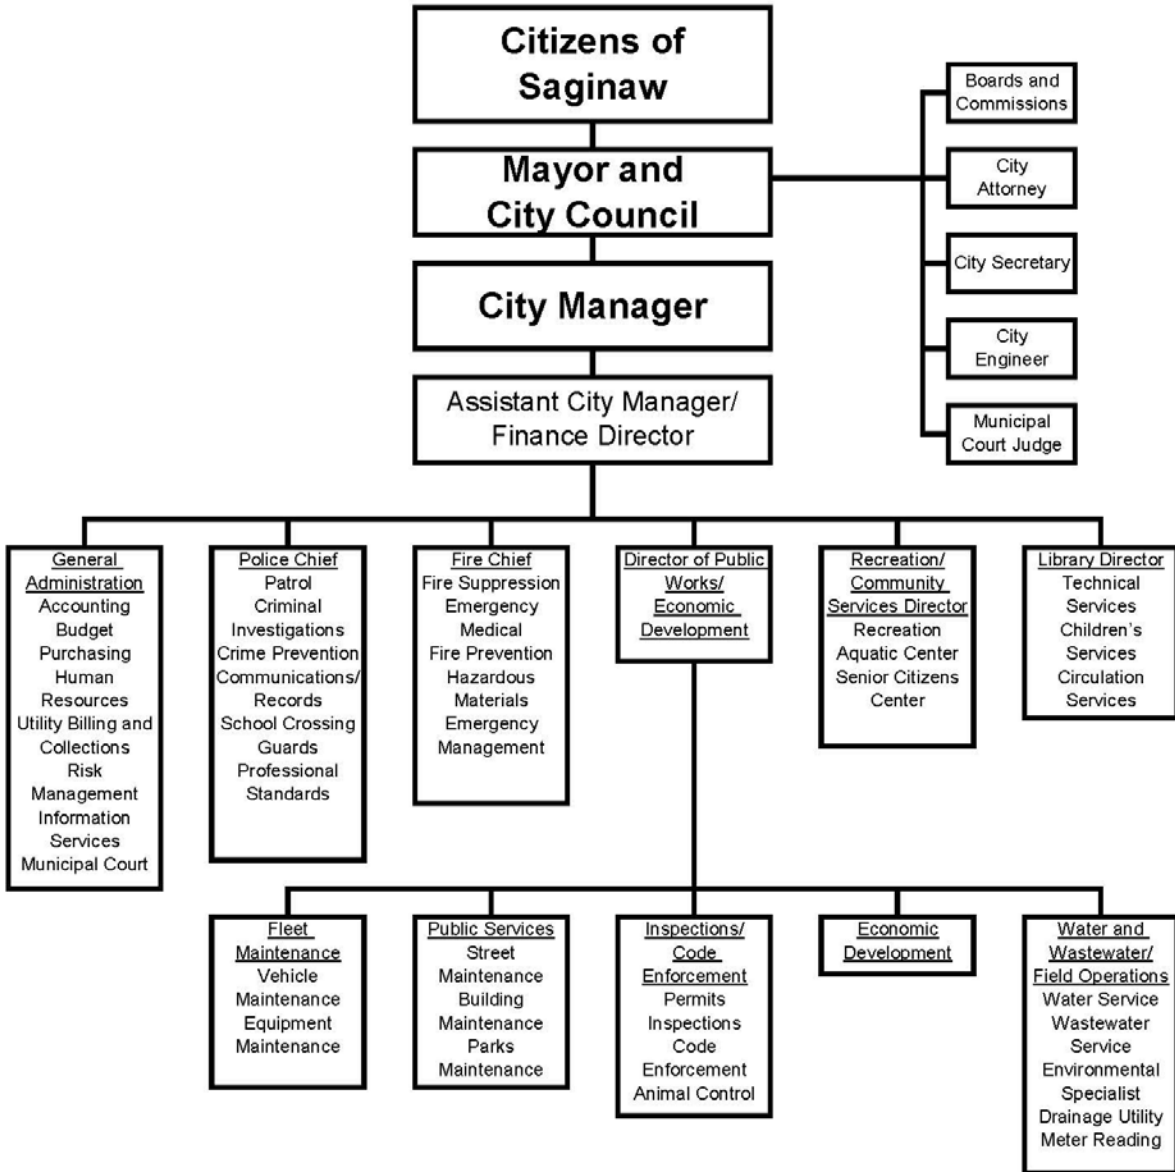 Citizens of
Saginaw
Mayor and
City Council
City Manager
Assistant City Manager/
Finance Director
Boards and
Commissions
City
Attorney
City Secretary
City
Engineer
Municipal
Court Judge
General
Administration
Accounting
Budget
Purchasing
Human
Resources
Utility Billing and
Collections
Risk
Management
Information
Services
Municipal Court
Police Chief
Patrol
Criminal
Investigations
Crime Prevention
Communications/
Records
School Crossing
Guards
Professional
Standards
Fire Chief
Fire Suppression
Emergency
Medical
Fire Prevention
Hazardous
Materials
Emergency
Management
Director of Public
Works/
Economic
Development
Recreation/
Community
Services Director
Recreation
Aquatic Center
Senior Citizens
Center
Library Director
Technical
Services
Children's
Services
Circulation
Services
Fleet
Maintenance
Vehicle
Maintenance
Equipment
Maintenance
Public Services
Street
Maintenance
Building
Maintenance
Parks
Maintenance
Inspections/
Code
Enforcement
Permits
Inspections
Code
Enforcement
Animal Control
Economic
Development
Water and
Wastewater/
Field Operations
Water Service
Wastewater
Service
Environmental
Specialist
Drainage Utility
Meter Reading